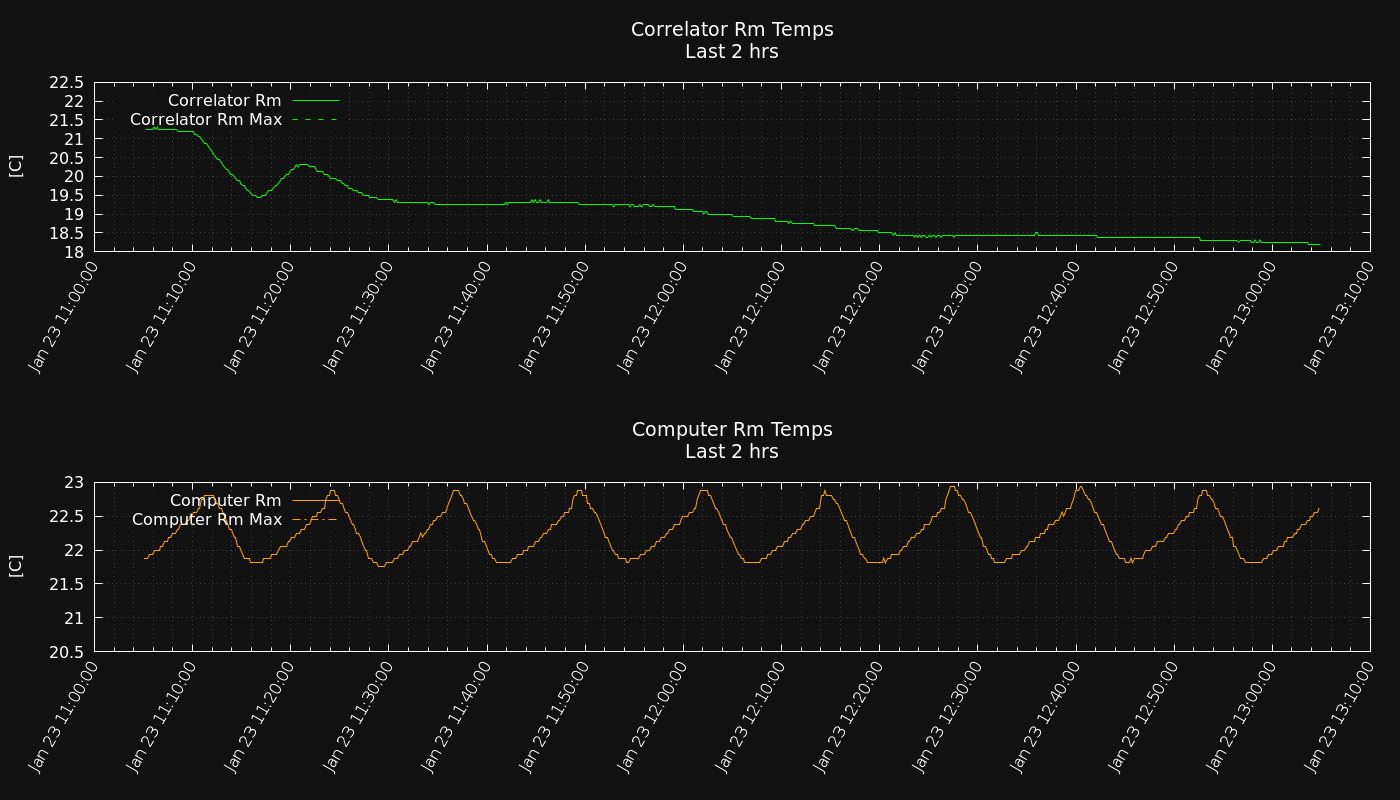 Correlator Rm Temps
Last 2 hrs
22.5
22
21.5
21
20.5
20
19.5
19
18.5
18
[C]
Correlator Rm
Correlator Rm Max
Jan 23 11:00:00
Jan 23 11:10:00
Jan 23 11:20:00
Jan 23 11:30:00
Jan 23 11:40:00
Jan 23 11:50:00
Jan 23 12:00:00
Jan 23 12:10:00
Jan 23 12:20:00
Jan 23 12:30:00
Jan 23 12:40:00
Jan 23 12:50:00
Jan 23 13:00:00
Jan 23 13:10:00
Computer Rm Temps
Last 2 hrs
23
22.5
22
21.5
21
20.5
[C]
Computer Rm
Computer Rm Max
Jan 23 11:00:00
Jan 23 11:10:00
Jan 23 11:20:00
Jan 23 11:30:00
Jan 23 11:40:00
Jan 23 11:50:00
Jan 23 12:00:00
Jan 23 12:10:00
Jan 23 12:20:00
Jan 23 12:30:00
Jan 23 12:40:00
Jan 23 12:50:00
Jan 23 13:00:00
Jan 23 13:10:00